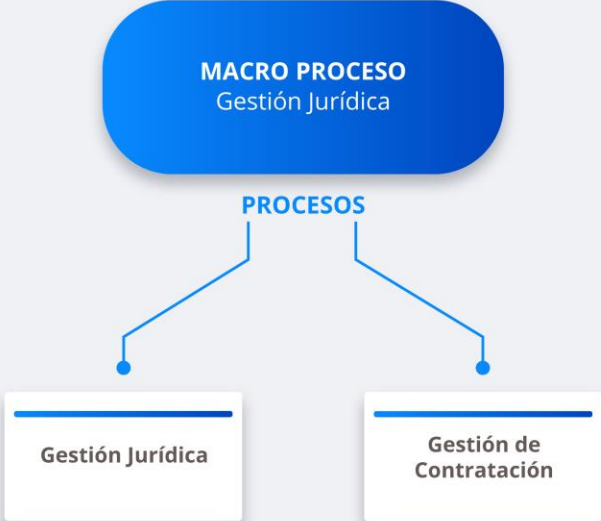 MACRO PROCESO
Gestión Jurídica
PROCESOS
Gestión Jurídica
Gestión de
Contratación